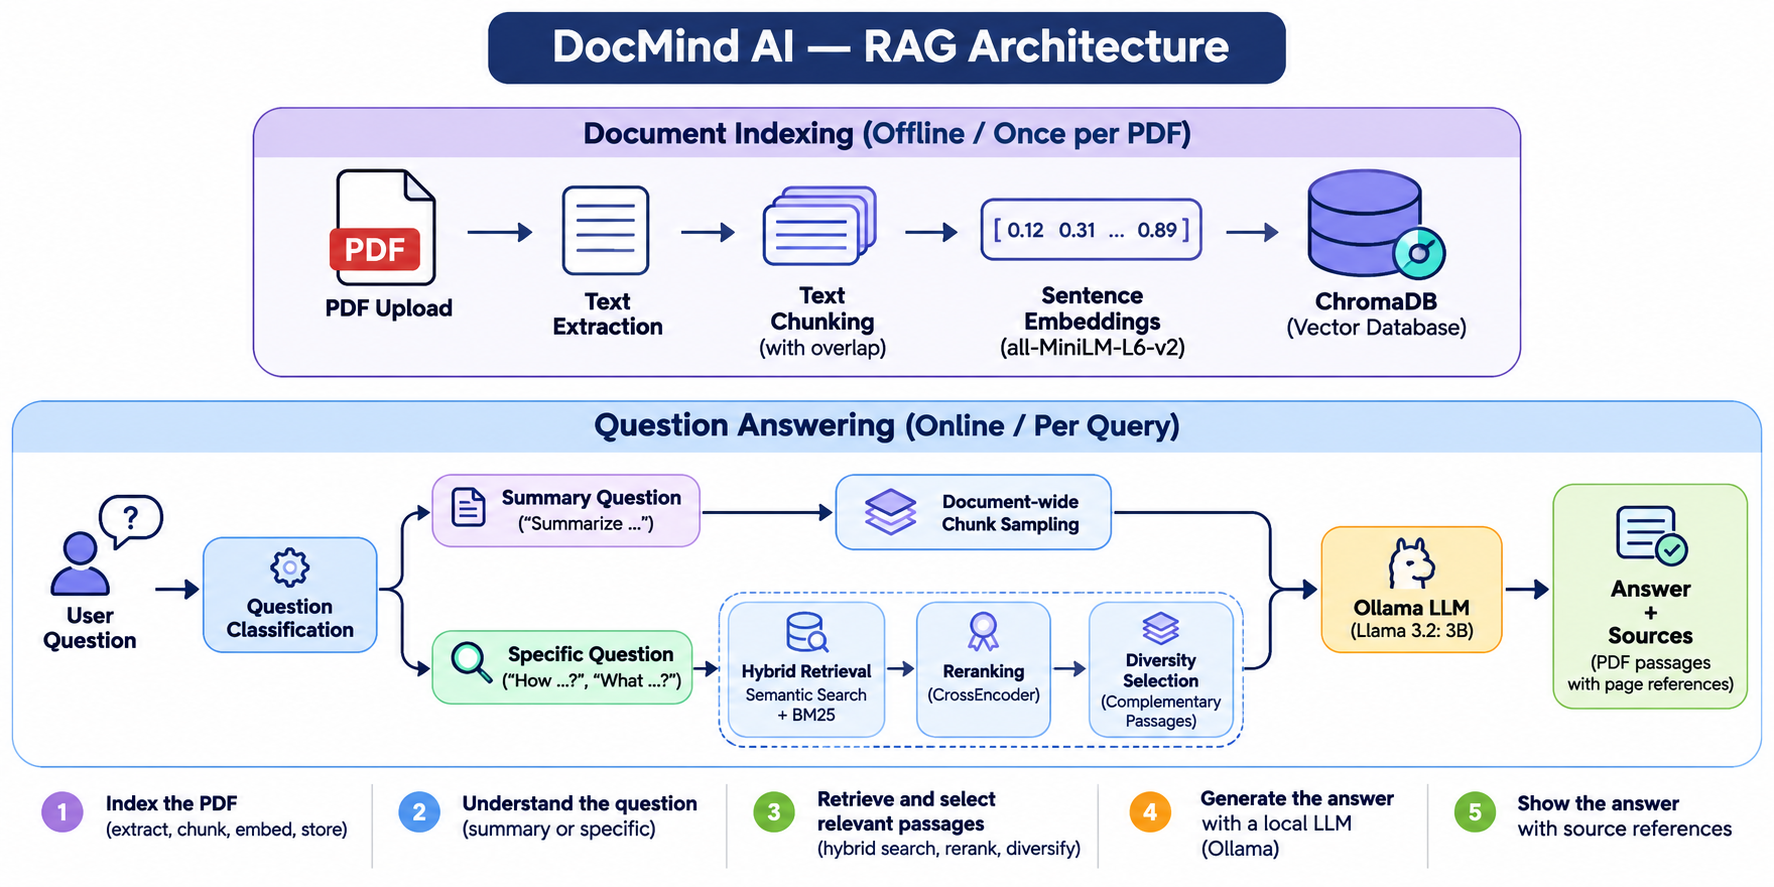 DocMind AI — RAG Architecture
Document Indexing (Offline / Once per PDF)
PDF
PDF Upload
Text
Extraction
Text
Chunking
(with overlap)
[ 0.12 0.31 ... 0.89 ]
Sentence
Embeddings
(all-MiniLM-L6-v2)
ChromaDB
(Vector Database)
Question Answering (Online / Per Query)
?
User
Question
Question
Classification
Summary Question
(“Summarize ...”)
Document-wide
Chunk Sampling
Specific Question
(“How ...?”, “What ...?”)
Hybrid Retrieval
Semantic Search
+ BM25
Reranking
(CrossEncoder)
Diversity
Selection
(Complementary
Passages)
Ollama LLM
(Llama 3.2: 3B)
Answer
+
Sources
(PDF passages
with page references)
1
Index the PDF
(extract, chunk, embed, store)
2
Understand the question
(summary or specific)
3
Retrieve and select
relevant passages
(hybrid search, rerank, diversify)
4
Generate the answer
with a local LLM
(Ollama)
5
Show the answer
with source references